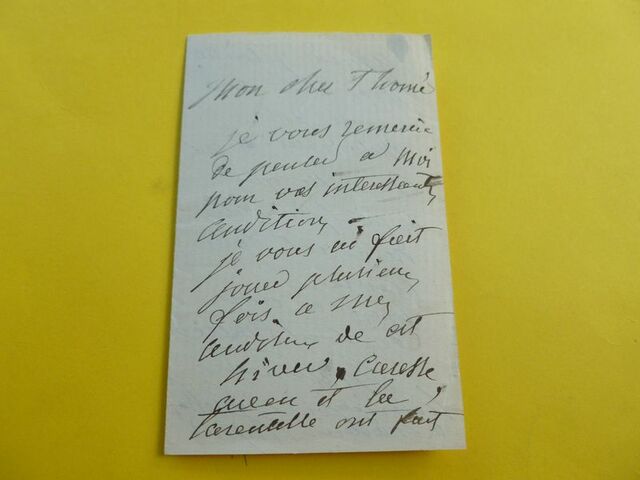 Mon cher Thomé
je vous remercie
de penser a moi
pour vos interessantes
auditions
je vous ai fait
jouer plusieurs
fois a mes
auditions de cet
hiver, Caresse
et la
tarentelle ont fait